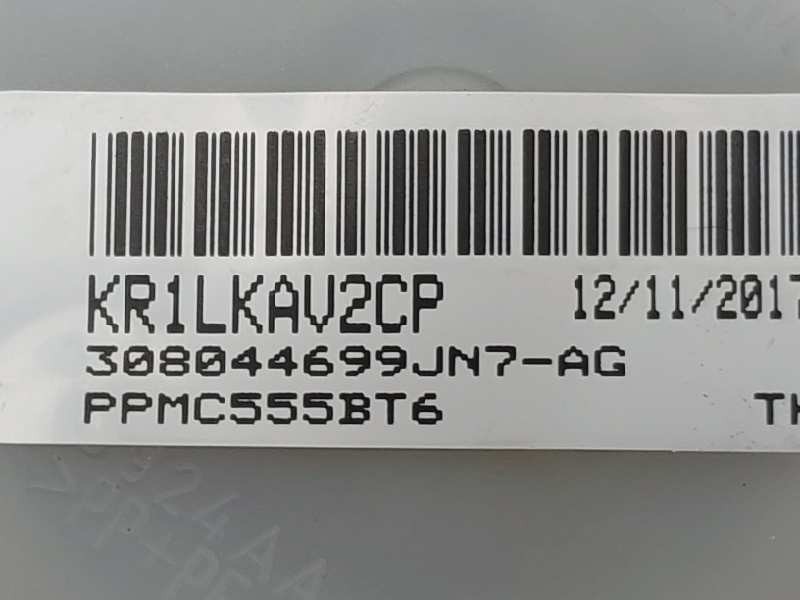 KR1LKAV2CP 12/11/2017
308044699JN7-AG
PPMC555BT6